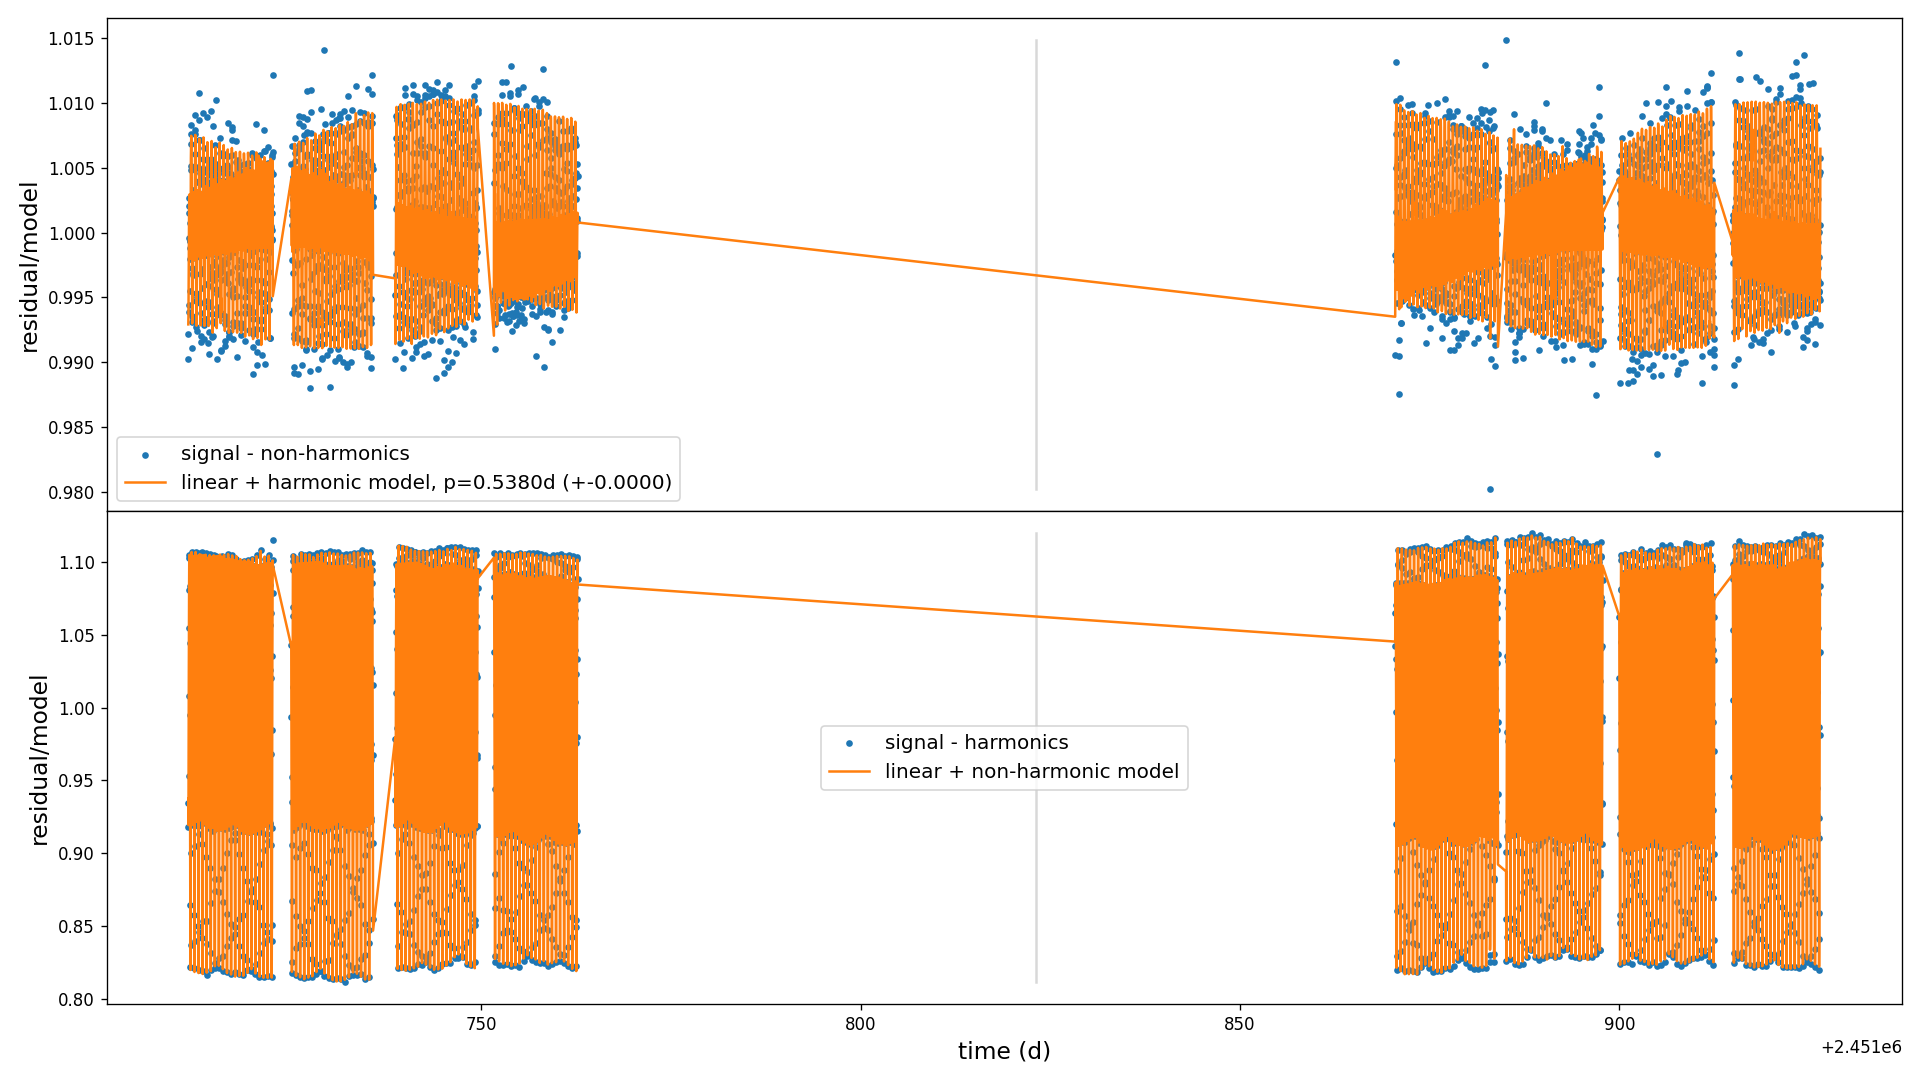 1.015
1.010
1.005
1.000
0.995
0.990
0.985
0.980
residual/model
signal - non-harmonics
linear + harmonic model, p=0.5380d (+-0.0000)
1.10
1.05
1.00
0.95
0.90
0.85
0.80
residual/model
signal - harmonics
linear + non-harmonic model
750
800
850
900
time (d)
+2.451e6